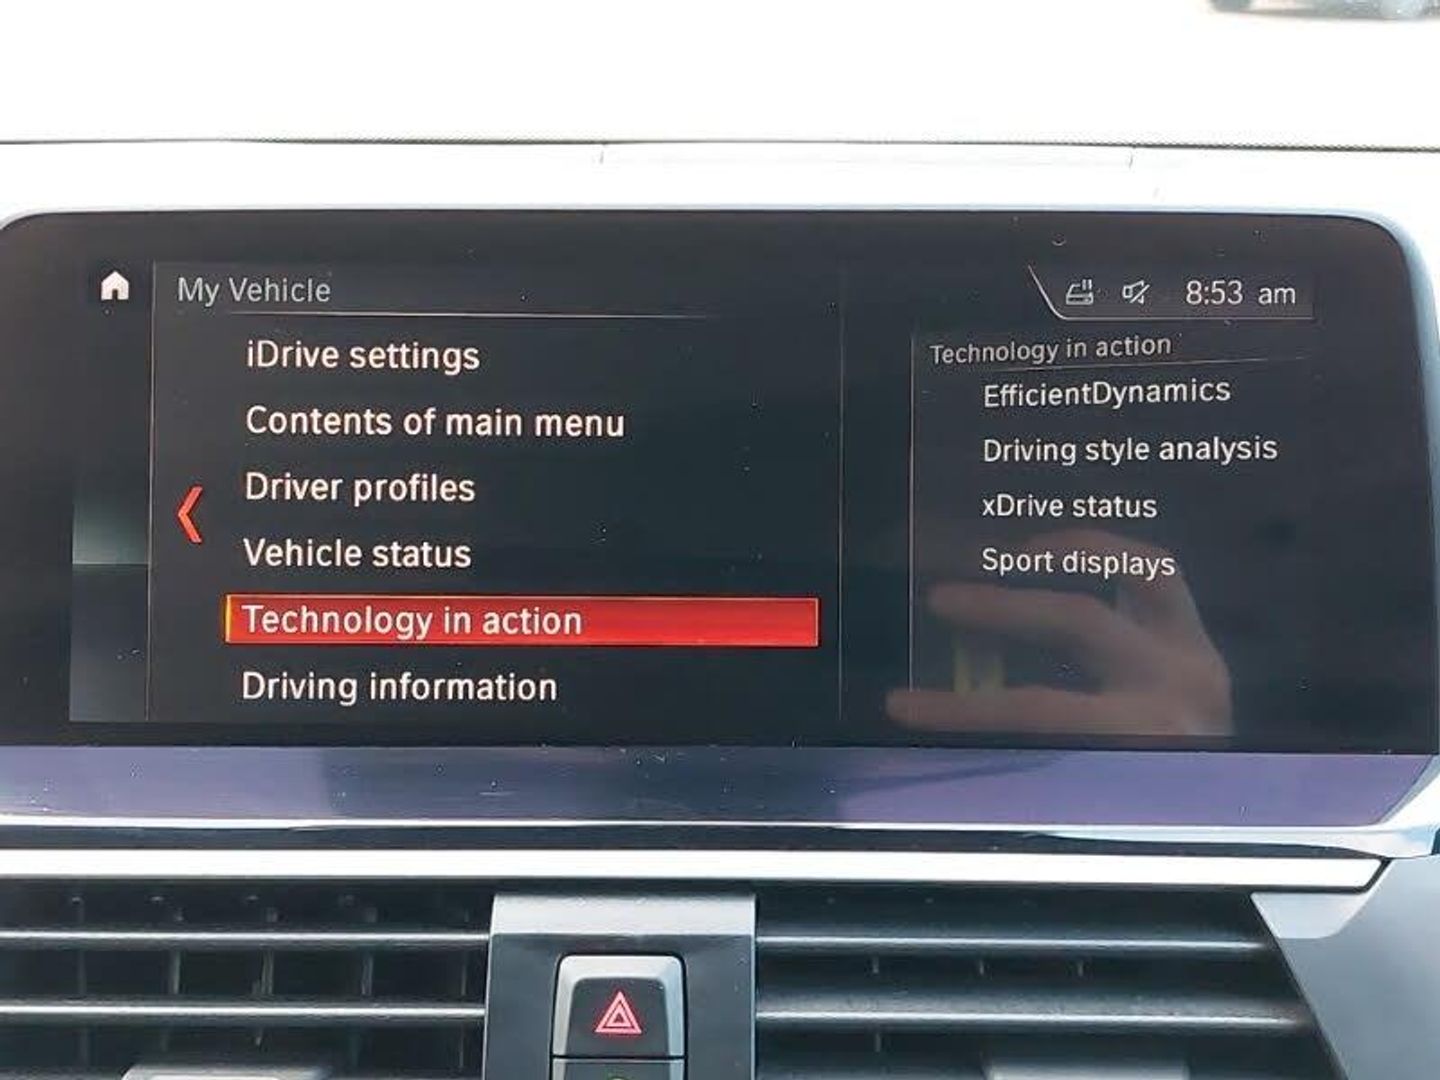 My Vehicle
8:53 am
iDrive settings
Contents of main menu
Driver profiles
Vehicle status
Technology in action
Driving information
Technology in action
EfficientDynamics
Driving style analysis
xDrive status
Sport displays